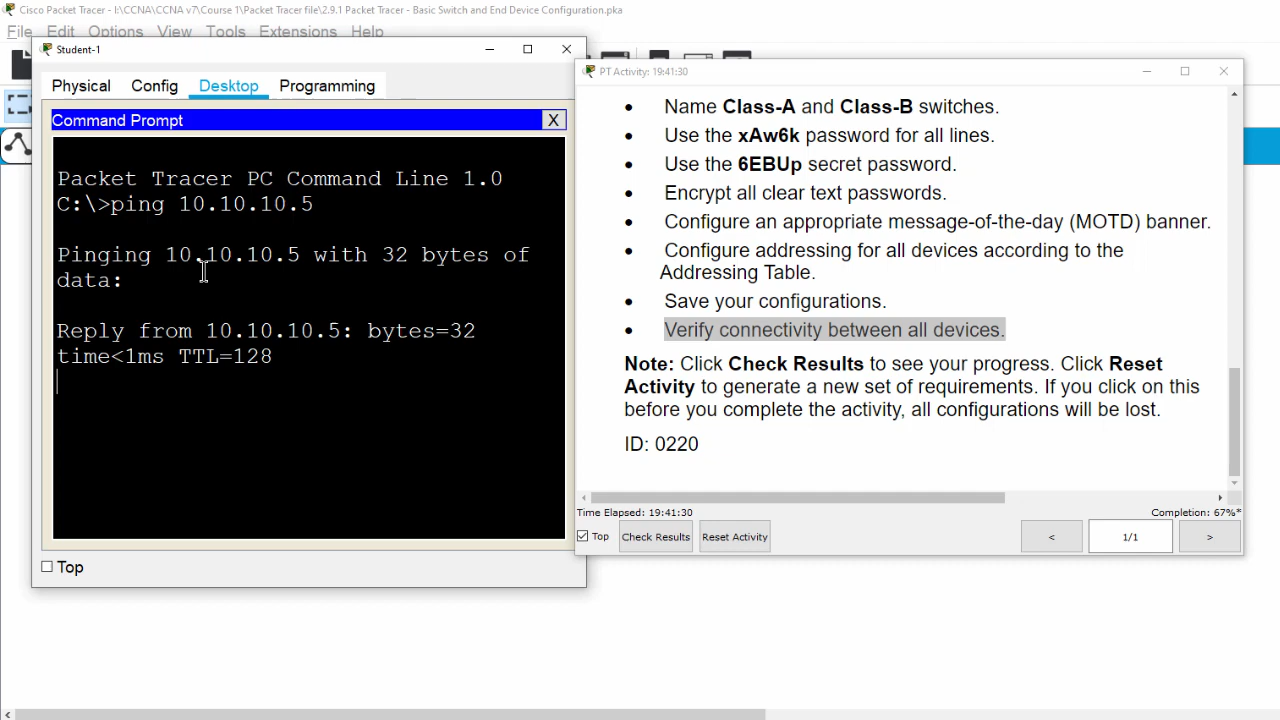 Cisco Packet Tracer - I:\CCNA\CCNA v7\Course 1\Packet Tracer file\2.9.1 Packet Tracer - Basic Switch and End Device Configuration.pka
File Edit Options View Tools Extensions Help
Student-1
Physical Config Desktop Programming
Command Prompt X
Packet Tracer PC Command Line 1.0
C:\>ping 10.10.10.5
Pinging 10.10.10.5 with 32 bytes of
data:
Reply from 10.10.10.5: bytes=32
time<1ms TTL=128
Top
PT Activity: 19:41:30
• Name Class-A and Class-B switches.
• Use the xAw6k password for all lines.
• Use the 6EBUp secret password.
• Encrypt all clear text passwords.
• Configure an appropriate message-of-the-day (MOTD) banner.
• Configure addressing for all devices according to the
Addressing Table.
• Save your configurations.
• Verify connectivity between all devices.
Note: Click Check Results to see your progress. Click Reset
Activity to generate a new set of requirements. If you click on this
before you complete the activity, all configurations will be lost.
ID: 0220
Time Elapsed: 19:41:30 Completion: 67%*
Top Check Results Reset Activity < 1/1 >